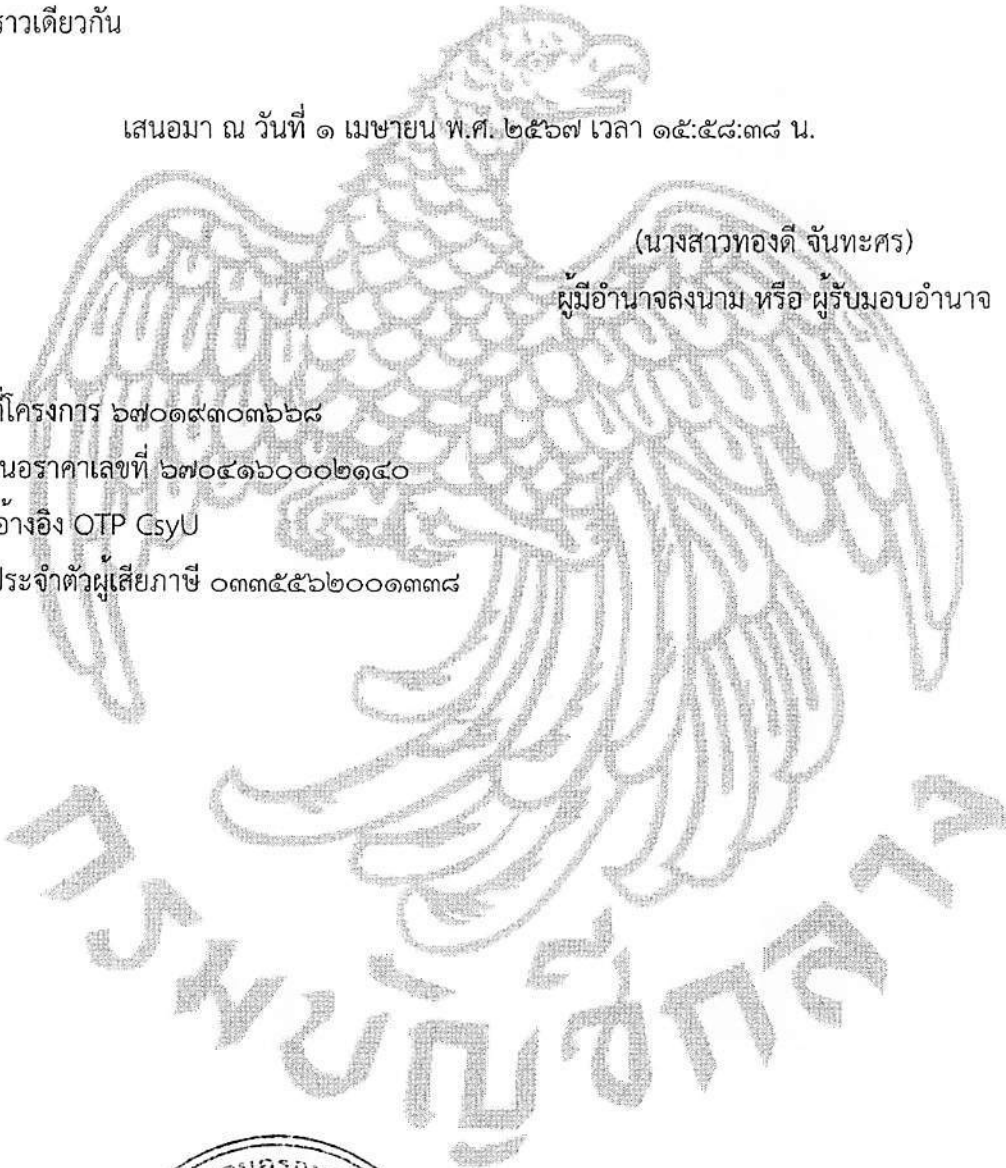 ราวเดียวกัน
เสนอมา ณ วันที่ ๑ เมษายน พ.ศ. ๒๕๖๗ เวลา ๑๕:๕๘:๓๘ น.
(นางสาวทองดี จันทะศร)
ผู้มีอำนาจลงนาม หรือ ผู้รับมอบอำนาจ
ที่โครงการ ๖๗๐๑๙๓๐๓๖๖๘
นอราคาเลขที่ ๖๗๐๔๑๖๐๐๐๒๑๔๐
อ้างอิง OTP CsyU
ประจำตัวผู้เสียภาษี ๐๓๓๕๕๖๒๐๐๑๓๓๘
กรมบัญชีกลาง